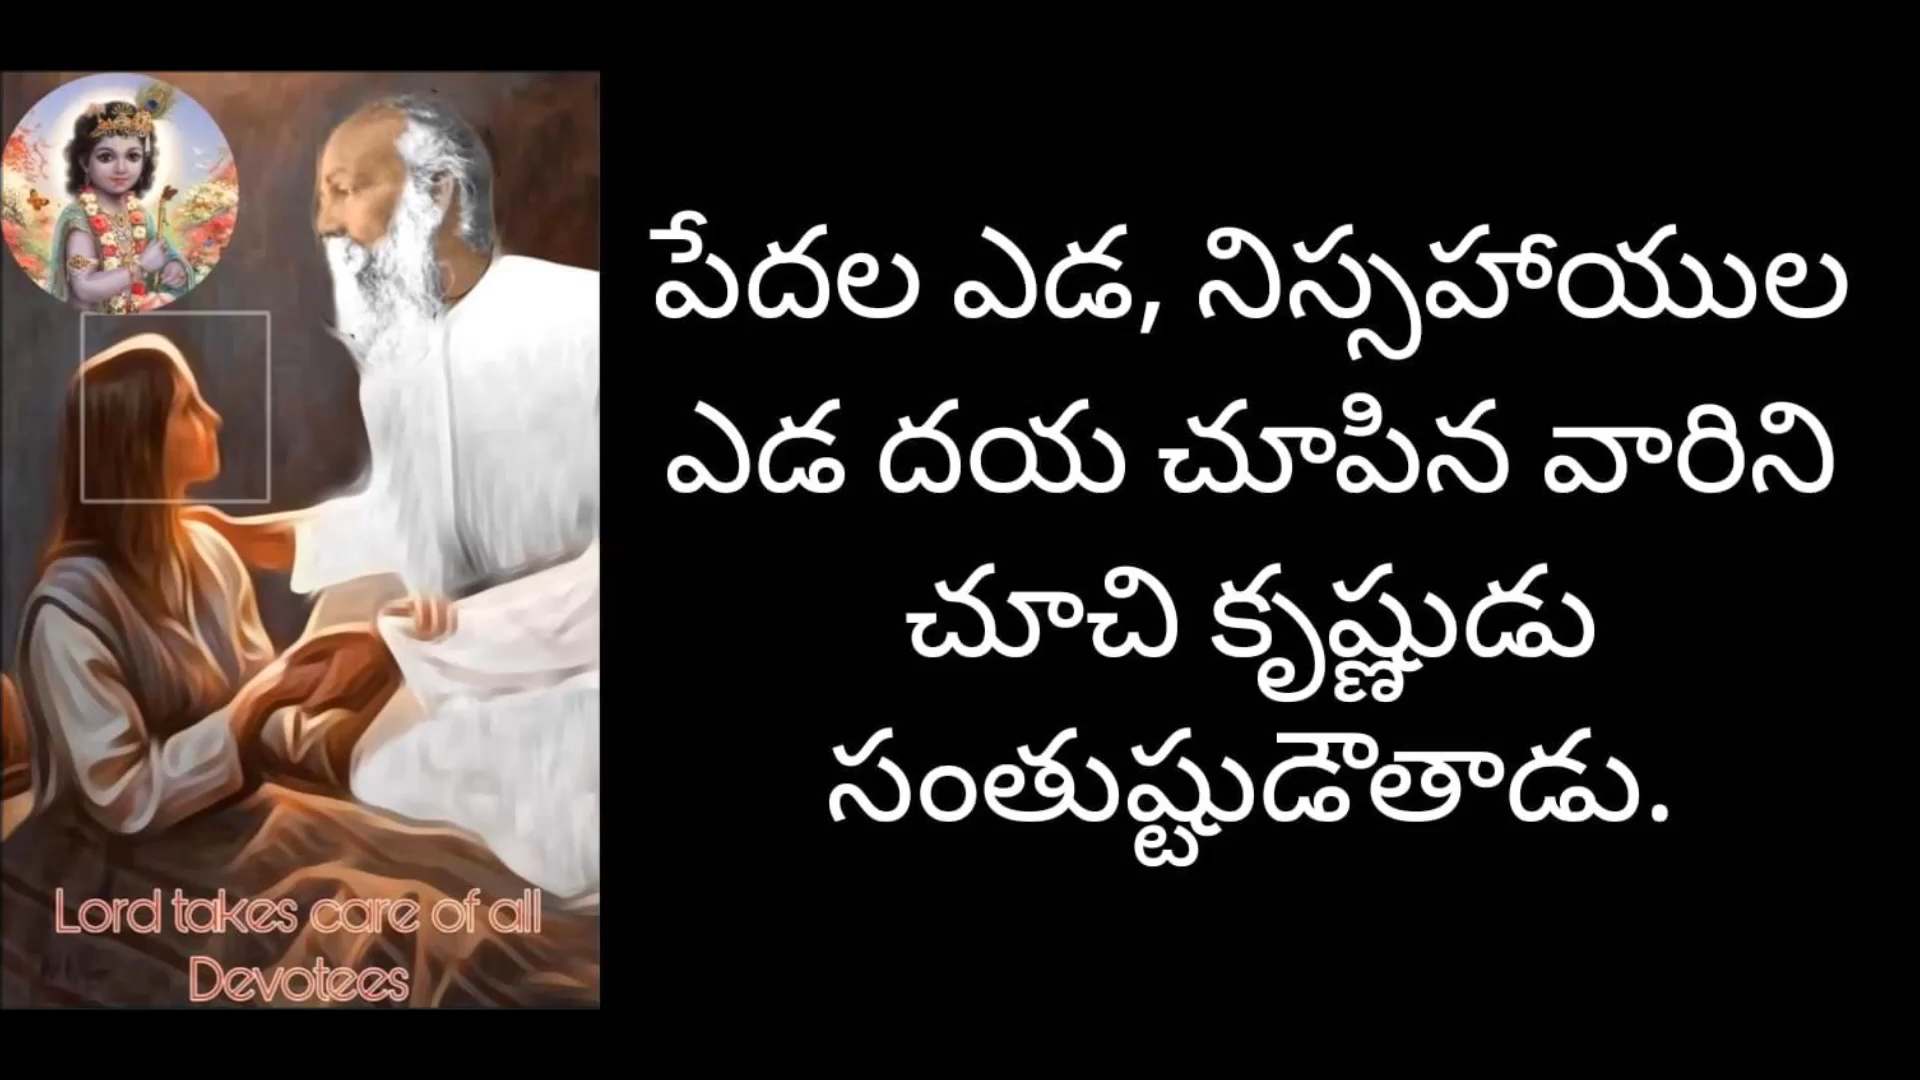 పేదల ఎడ, నిస్సహాయుల
ఎడ దయ చూపిన వారిని
చూచి కృష్ణుడు
సంతుష్టుడౌతాడు.
Lord takes care of all
Devotees